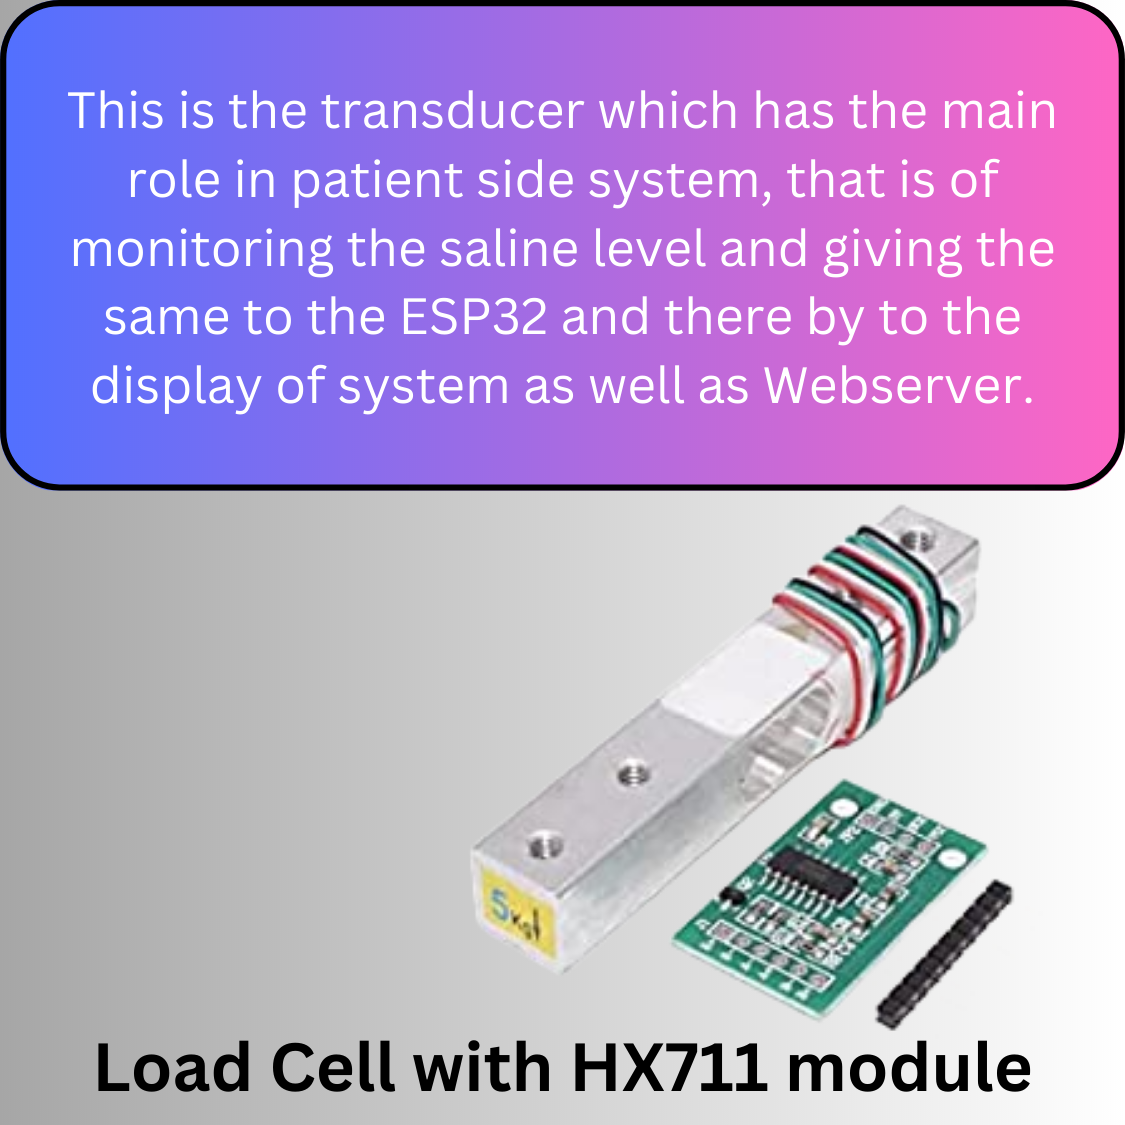 This is the transducer which has the main
role in patient side system, that is of
monitoring the saline level and giving the
same to the ESP32 and there by to the
display of system as well as Webserver.
5kgf
Load Cell with HX711 module